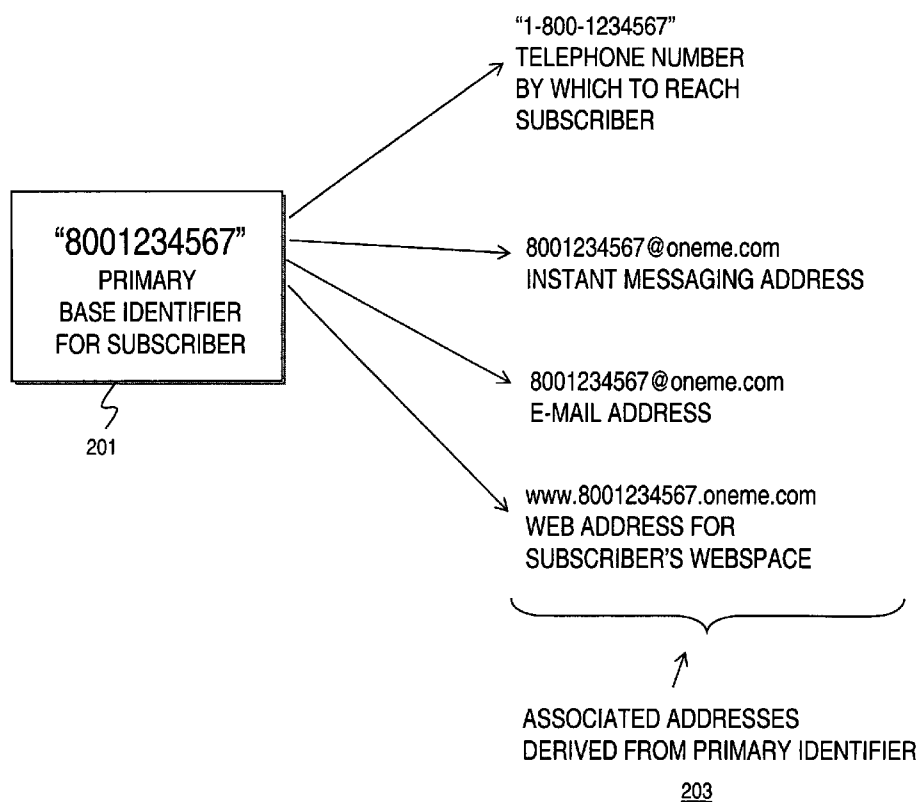 "1-800-1234567"
TELEPHONE NUMBER
BY WHICH TO REACH
SUBSCRIBER
"8001234567"
PRIMARY
BASE IDENTIFIER
FOR SUBSCRIBER
201
8001234567@oneme.com
INSTANT MESSAGING ADDRESS
8001234567@oneme.com
E-MAIL ADDRESS
www.8001234567.oneme.com
WEB ADDRESS FOR
SUBSCRIBER'S WEBSPACE
ASSOCIATED ADDRESSES
DERIVED FROM PRIMARY IDENTIFIER
203